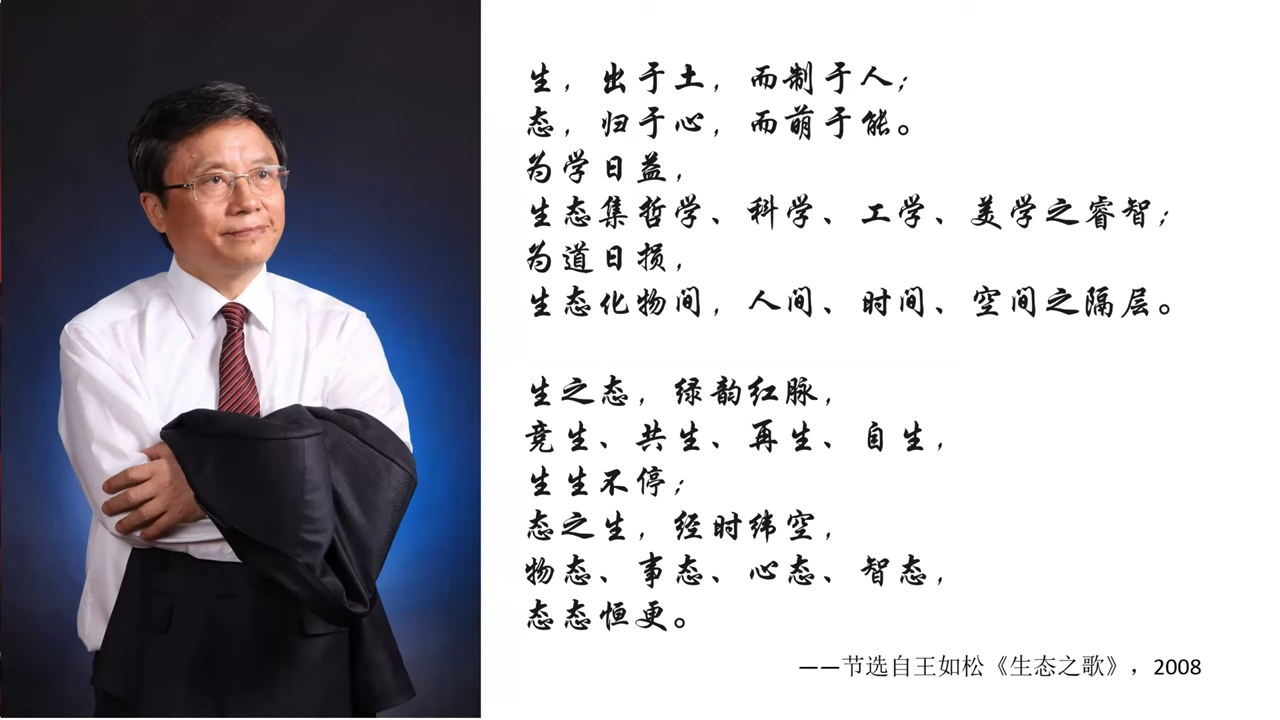 生，出于土，而制于人；
态，归于心，而萌于能。
为学日益，
生态集哲学、科学、工学、美学之睿智；
为道日损，
生态化物间，人间、时间、空间之隔层。
生之态，绿韵红脉，
竞生、共生、再生、自生，
生生不停；
态之生，经时纬空，
物态、事态、心态、智态，
态态恒更。
——节选自王如松《生态之歌》，2008